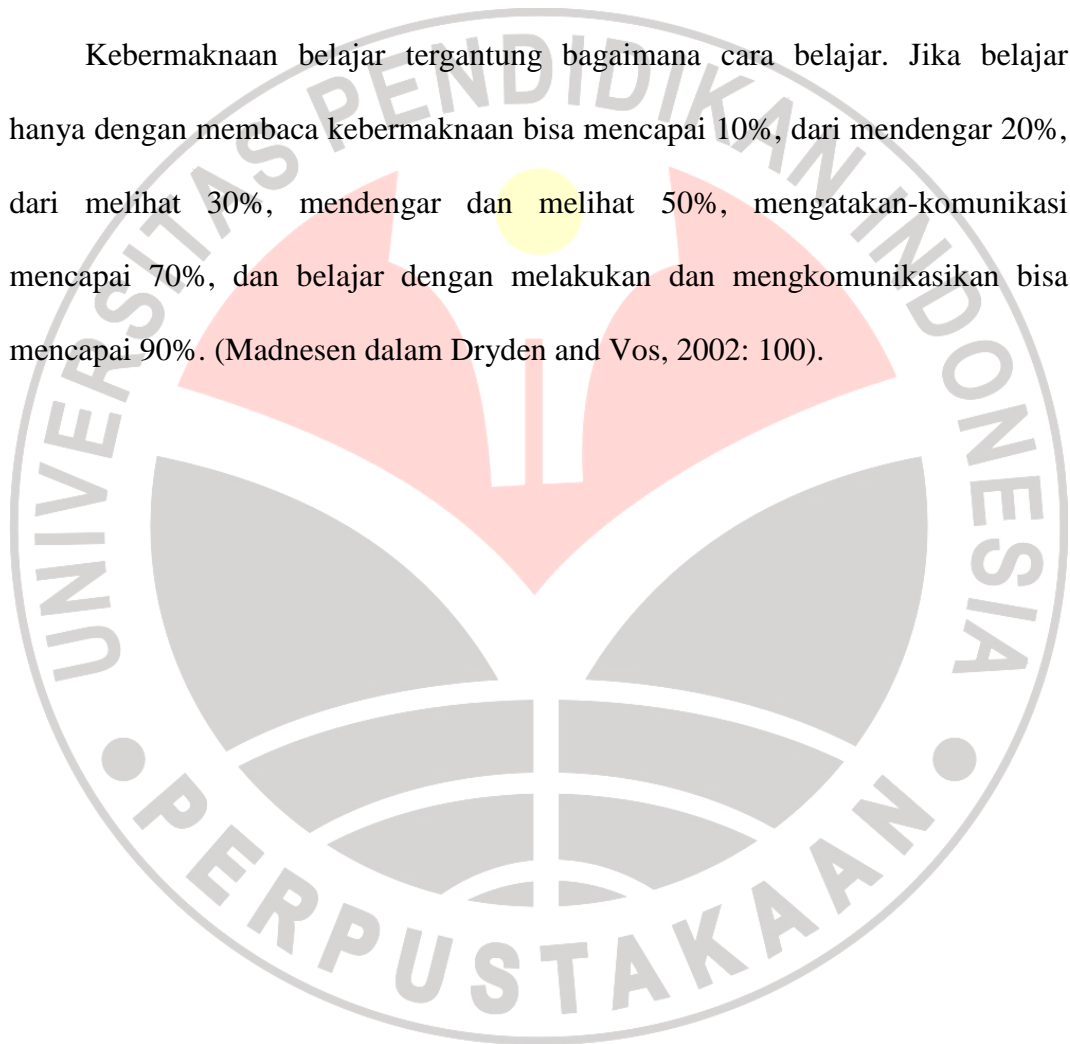 Kebermaknaan belajar tergantung bagaimana cara belajar. Jika belajar
hanya dengan membaca kebermaknaan bisa mencapai 10%, dari mendengar 20%,
dari melihat 30%, mendengar dan melihat 50%, mengatakan-komunikasi
mencapai 70%, dan belajar dengan melakukan dan mengkomunikasikan bisa
mencapai 90%. (Madnesen dalam Dryden and Vos, 2002: 100).
UNIVERSITAS PENDIDIKAN INDONESIA
PERPUSTAKAAN